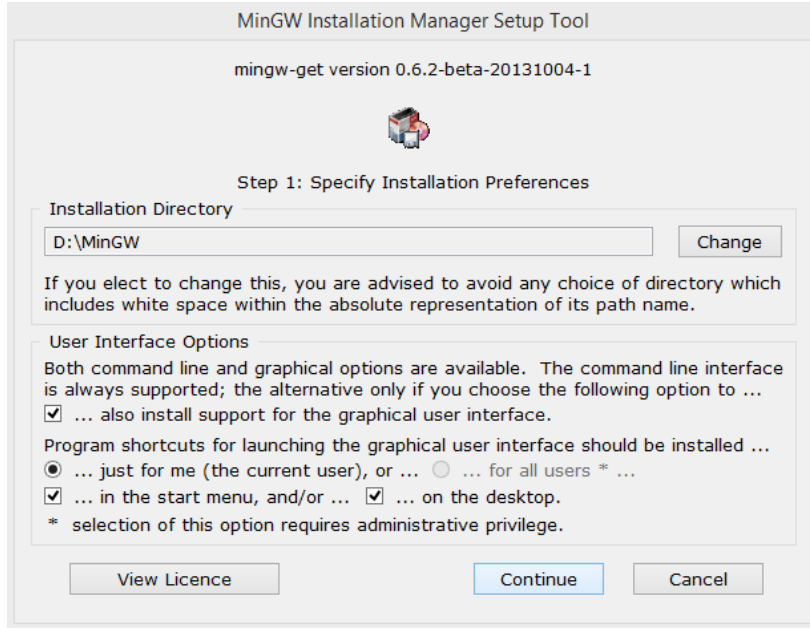 MinGW Installation Manager Setup Tool
mingw-get version 0.6.2-beta-20131004-1
Step 1: Specify Installation Preferences
Installation Directory
D:\MinGW
Change
If you elect to change this, you are advised to avoid any choice of directory which
includes white space within the absolute representation of its path name.
User Interface Options
Both command line and graphical options are available.  The command line interface
is always supported; the alternative only if you choose the following option to ...
... also install support for the graphical user interface.
Program shortcuts for launching the graphical user interface should be installed ...
... just for me (the current user), or ... ... for all users * ...
... in the start menu, and/or ... ... on the desktop.
* selection of this option requires administrative privilege.
View Licence Continue Cancel